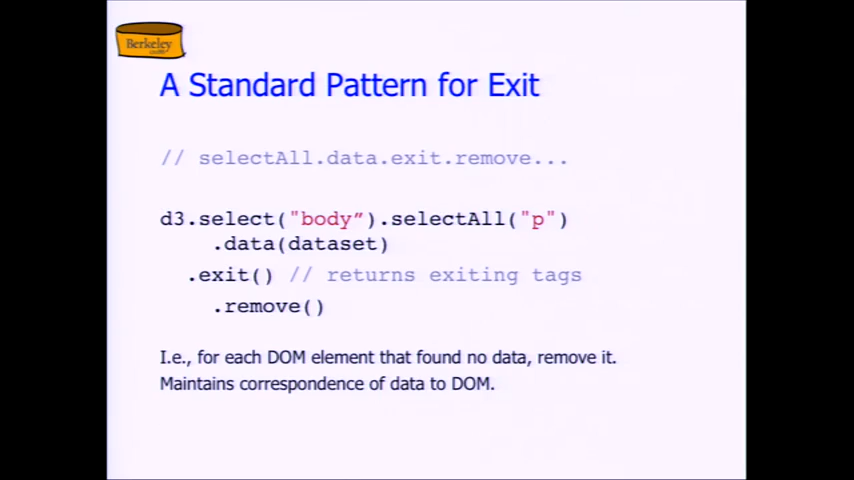 Berkeley
A Standard Pattern for Exit
// selectAll.data.exit.remove...
d3.select("body”).selectAll("p")
.data(dataset)
.exit() // returns exiting tags
.remove()
I.e., for each DOM element that found no data, remove it.
Maintains correspondence of data to DOM.